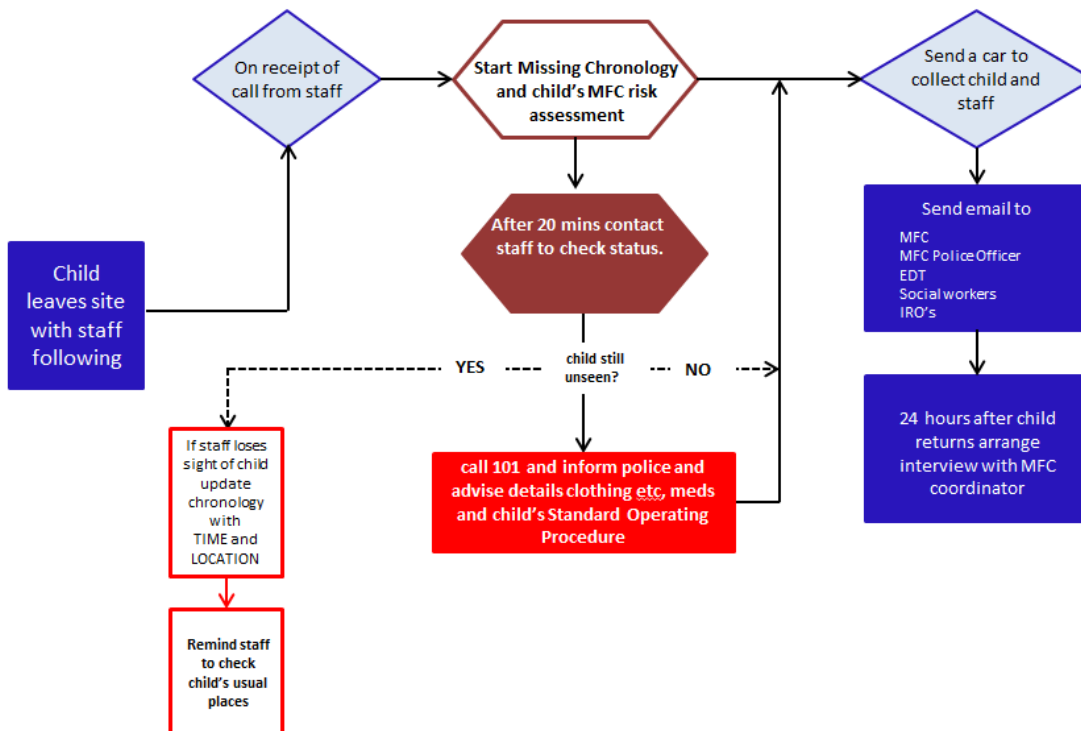 On receipt of
call from staff
Start Missing Chronology
and child's MFC risk
assessment
Send a car to
collect child and
staff
Child
leaves site
with staff
following
After 20 mins contact
staff to check status.
Send email to
MFC
MFC Police Officer
EDT
Social workers
IRO's
YES
child still
unseen?
NO
If staff loses
sight of child
update
chronology
with
TIME and
LOCATION
call 101 and inform police and
advise details clothing etc, meds
and child's Standard Operating
Procedure
24 hours after child
returns arrange
interview with MFC
coordinator
Remind staff
to check
child's usual
places